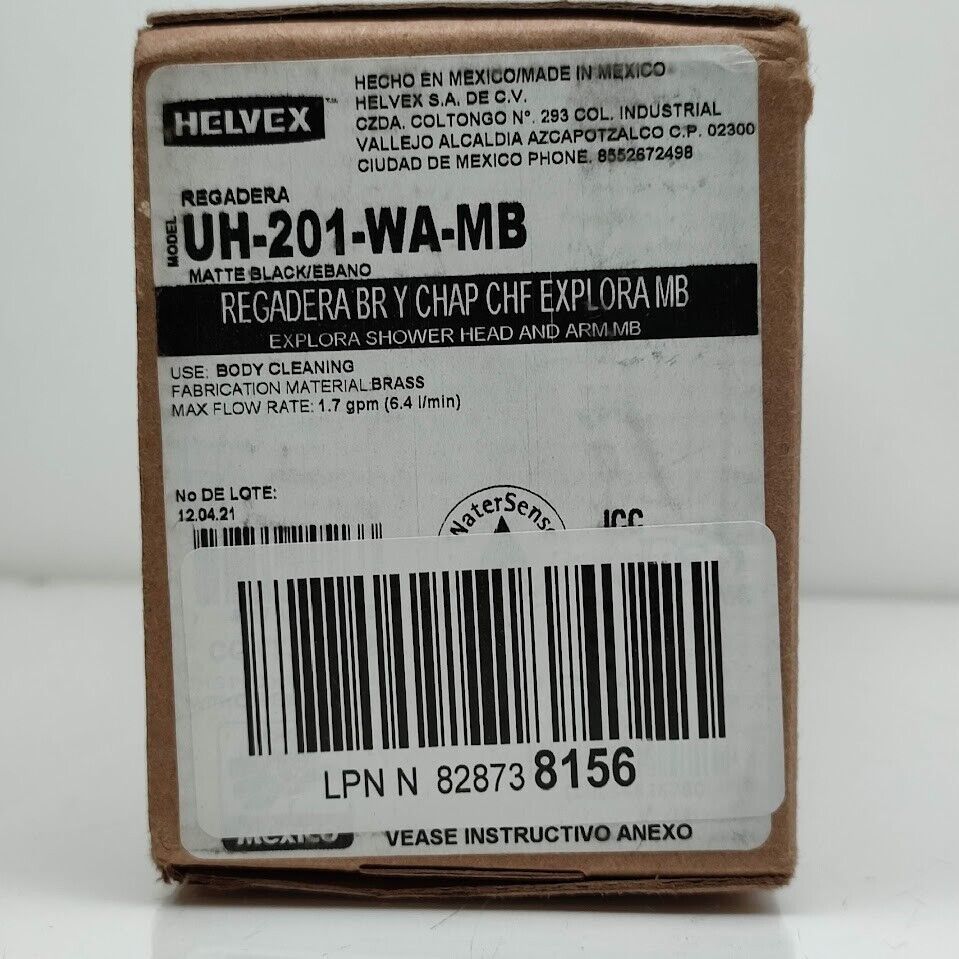 HELVEX™
HECHO EN MEXICO/MADE IN MEXICO
HELVEX S.A. DE C.V.
CZDA. COLTONGO N°. 293 COL. INDUSTRIAL
VALLEJO ALCALDIA AZCAPOTZALCO C.P. 02300
CIUDAD DE MEXICO PHONE. 8552672498
REGADERA
MODEL
UH-201-WA-MB
MATTE BLACK/EBANO
REGADERA BR Y CHAP CHF EXPLORA MB
EXPLORA SHOWER HEAD AND ARM MB
USE: BODY CLEANING
FABRICATION MATERIAL:BRASS
MAX FLOW RATE: 1.7 gpm (6.4 l/min)
No DE LOTE:
12.04.21
WaterSense
ICC
LPN N 828738156
MEXICO
VEASE INSTRUCTIVO ANEXO